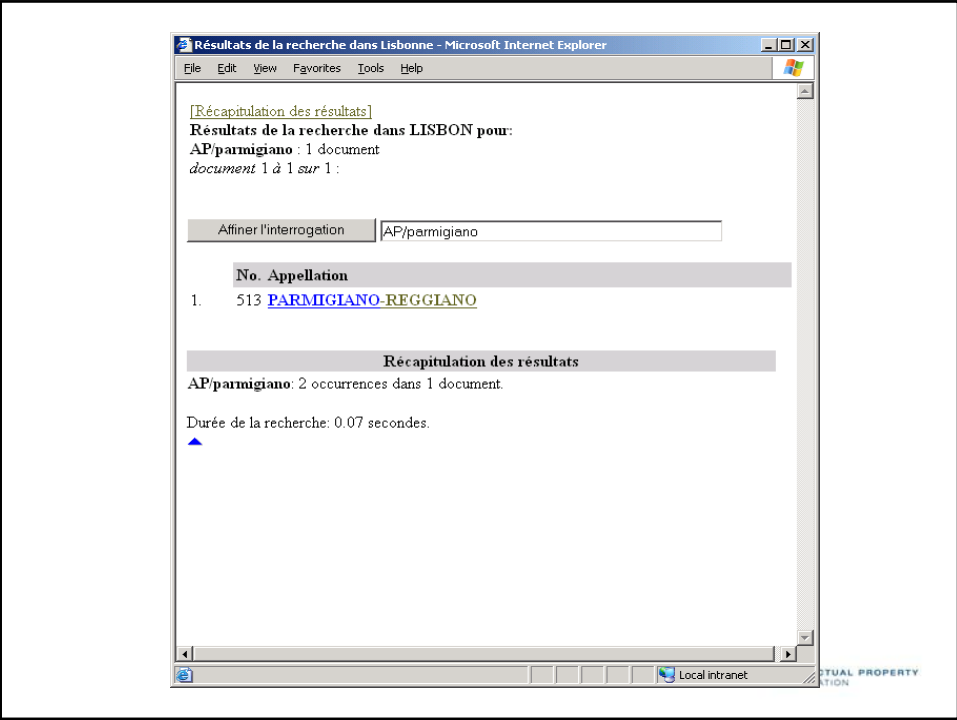 Résultats de la recherche dans Lisbonne - Microsoft Internet Explorer
File Edit View Favorites Tools Help
[Récapitulation des résultats]
Résultats de la recherche dans LISBON pour:
AP/parmigiano : 1 document
document 1 à 1 sur 1 :
Affiner l'interrogation AP/parmigiano
No. Appellation
1. 513 PARMIGIANO-REGGIANO
Récapitulation des résultats
AP/parmigiano: 2 occurrences dans 1 document.
Durée de la recherche: 0.07 secondes.
Local intranet
PROPERTY